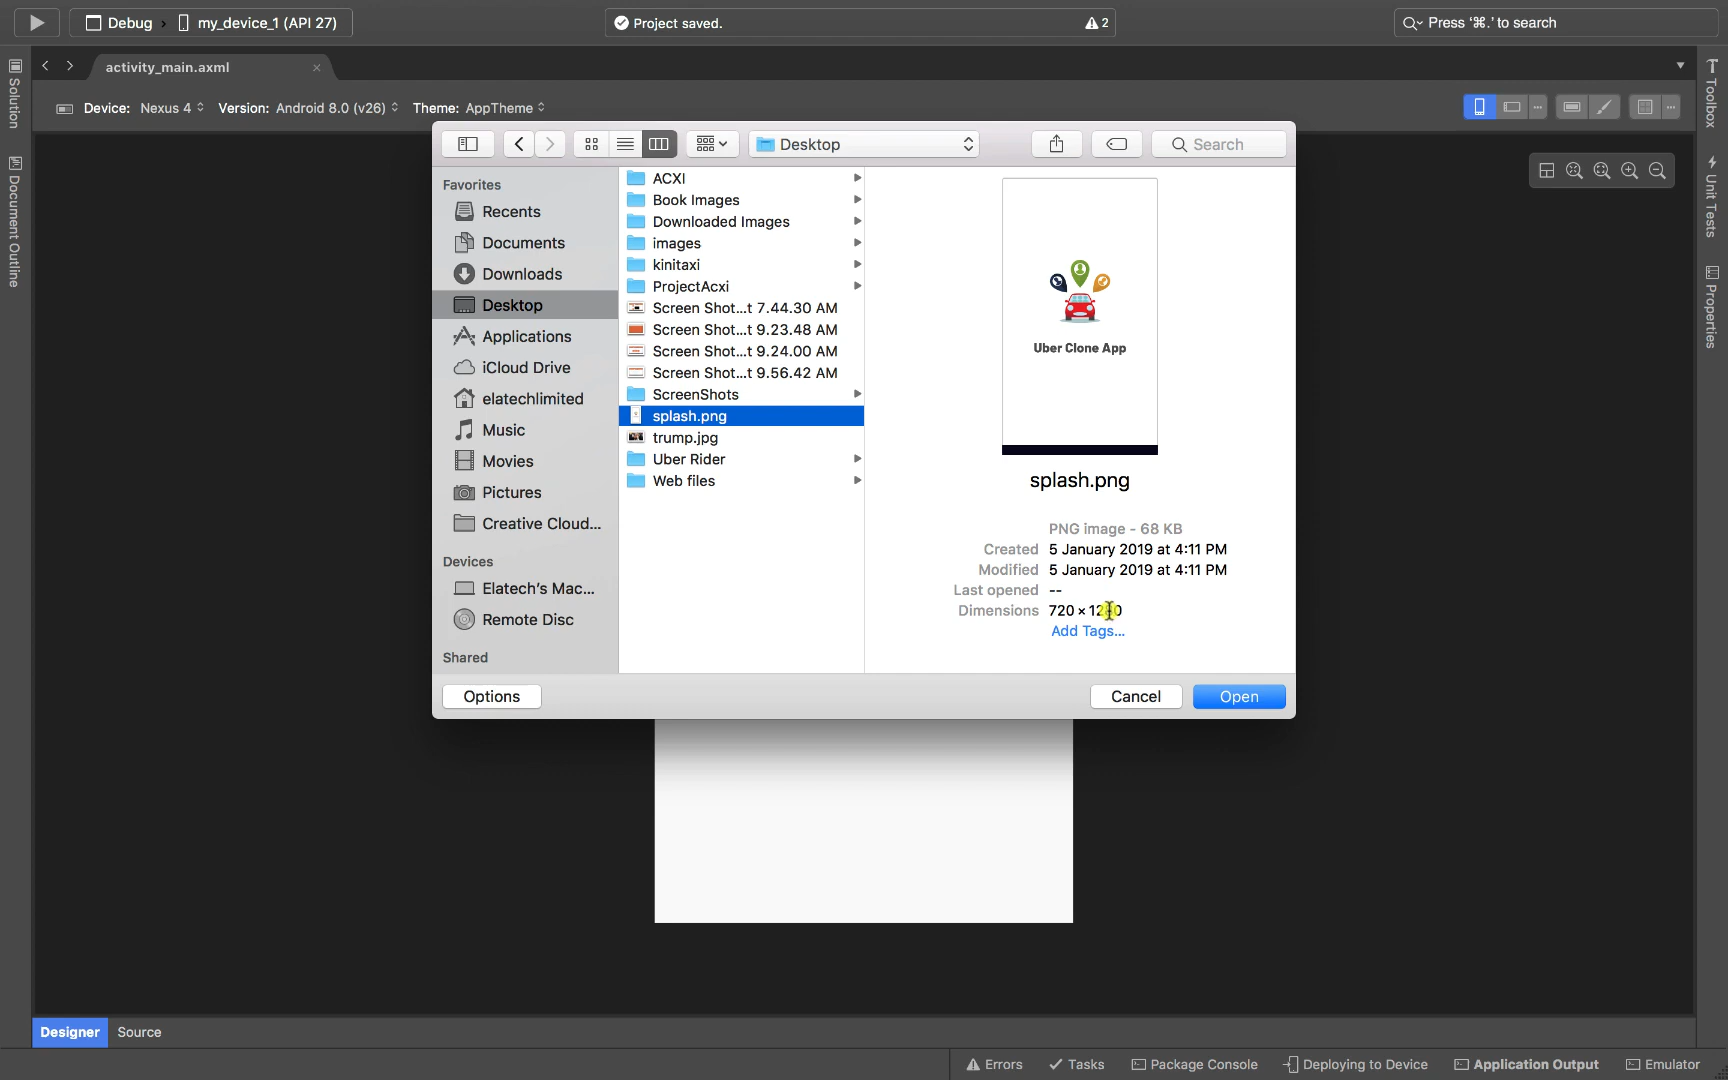 Debug › my_device_1 (API 27)
Project saved.
2
Press ‘⌘.’ to search
Solution
Document Outline
activity_main.axml
Device: Nexus 4
Version: Android 8.0 (v26)
Theme: AppTheme
Toolbox
Unit Tests
Properties
Desktop
Search
Favorites
Recents
Documents
Downloads
Desktop
Applications
iCloud Drive
elatechlimited
Music
Movies
Pictures
Creative Cloud...
Devices
Elatech's Mac...
Remote Disc
Shared
ACXI
Book Images
Downloaded Images
images
kinitaxi
ProjectAcxi
Screen Shot...t 7.44.30 AM
Screen Shot...t 9.23.48 AM
Screen Shot...t 9.24.00 AM
Screen Shot...t 9.56.42 AM
ScreenShots
splash.png
trump.jpg
Uber Rider
Web files
Uber Clone App
splash.png
PNG image - 68 KB
Created 5 January 2019 at 4:11 PM
Modified 5 January 2019 at 4:11 PM
Last opened --
Dimensions 720 ×
Add Tags...
Options
Cancel
Open
Designer
Source
Errors
Tasks
Package Console
Deploying to Device
Application Output
Emulator